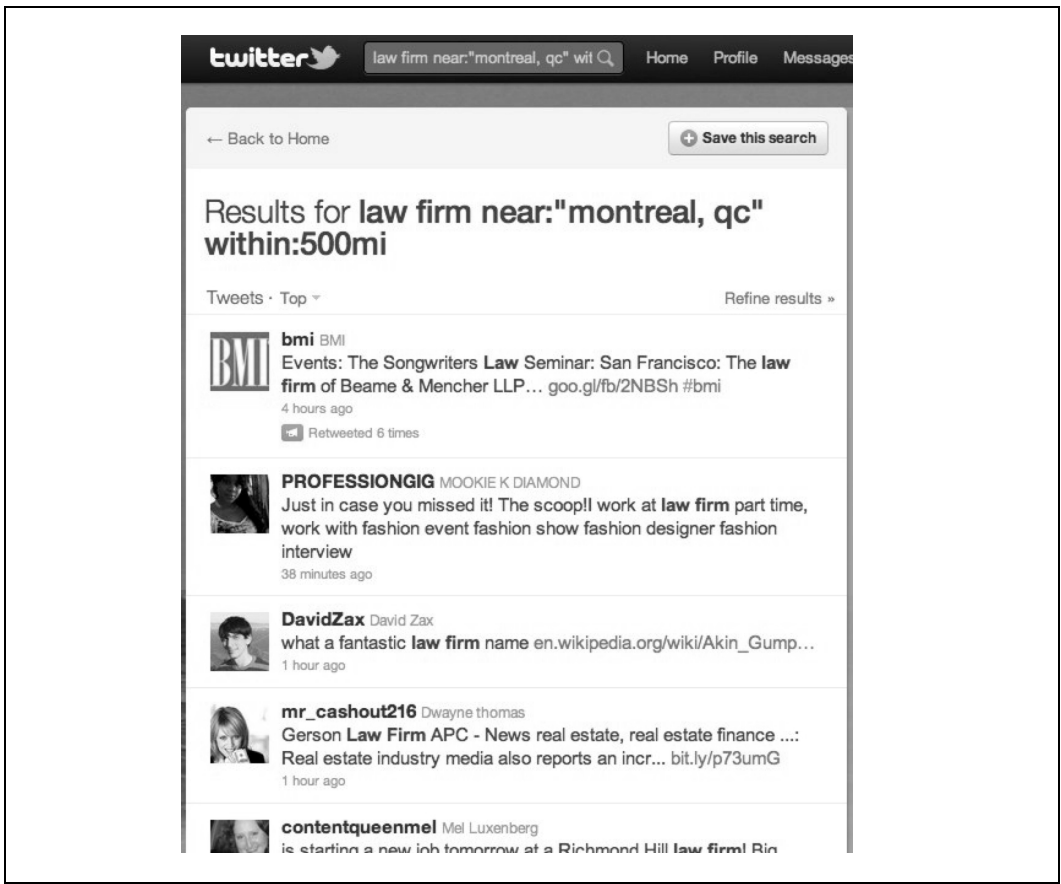 twitter
law firm near:"montreal, qc" wit
Home Profile Messages
← Back to Home
Save this search
Results for law firm near:"montreal, qc"
within:500mi
Tweets · Top
Refine results »
BMI
bmi BMI
Events: The Songwriters Law Seminar: San Francisco: The law
firm of Beame & Mencher LLP… goo.gl/fb/2NBSh #bmi
4 hours ago
Retweeted 6 times
PROFESSIONGIG MOOKIE K DIAMOND
Just in case you missed it! The scoop!I work at law firm part time,
work with fashion event fashion show fashion designer fashion
interview
38 minutes ago
DavidZax David Zax
what a fantastic law firm name en.wikipedia.org/wiki/Akin_Gump…
1 hour ago
mr_cashout216 Dwayne thomas
Gerson Law Firm APC - News real estate, real estate finance ...:
Real estate industry media also reports an incr... bit.ly/p73umG
1 hour ago
contentqueenmel Mel Luxenberg
is starting a new job tomorrow at a Richmond Hill law firm! Big